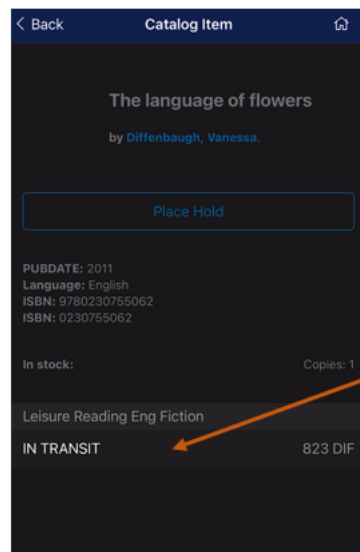 < Back Catalog Item
The language of flowers
by Diffenbaugh, Vanessa.
Place Hold
PUBDATE: 2011
Language: English
ISBN: 9780230755062
ISBN: 0230755062
In stock: Copies: 1
Leisure Reading Eng Fiction
IN TRANSIT 823 DIF